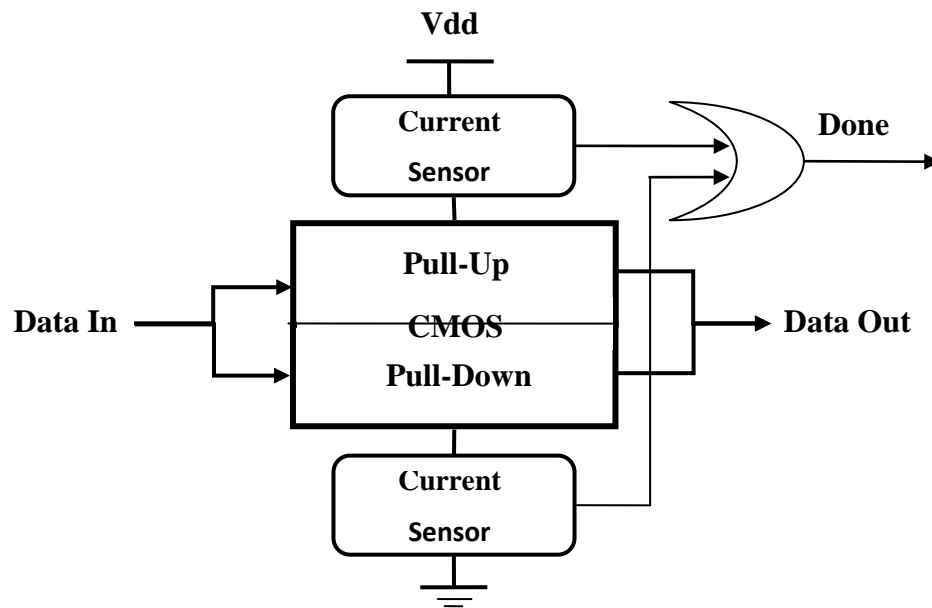 Vdd
Current
Sensor
Done
Pull-Up
Data In
CMOS
Data Out
Pull-Down
Current
Sensor